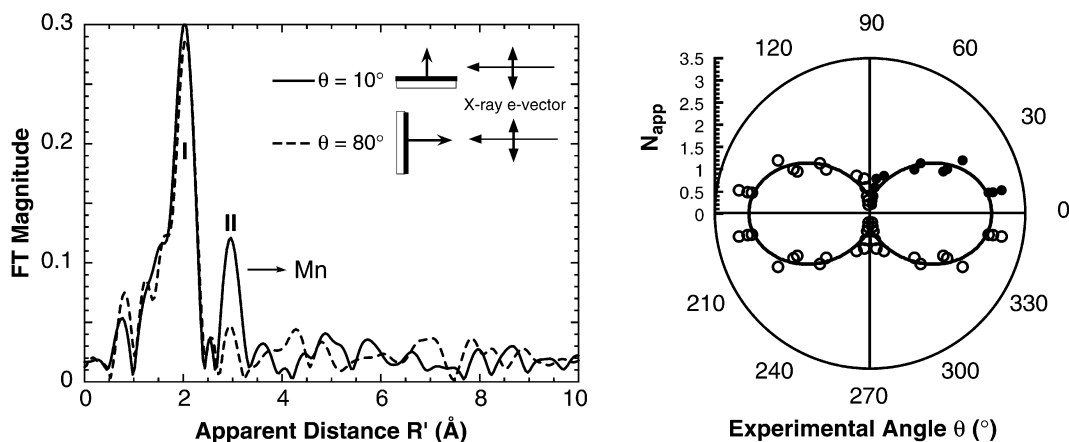 0.3
0.2
0.1
0
FT Magnitude
0 2 4 6 8 10
Apparent Distance R' (Å)
I
II
Mn
θ = 10°
X-ray e-vector
θ = 80°
90
120 60
3.5
3
2.5
2
1.5
1
0.5
0
Napp
30
0
210 330
240 300
270
Experimental Angle θ (°)